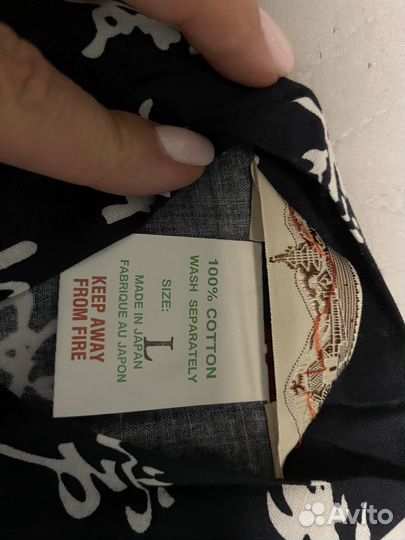 100% COTTON
WASH SEPARATELY
SIZE: L
MADE IN JAPAN
FABRIQUE AU JAPON
KEEP AWAY
FROM FIRE
Avito